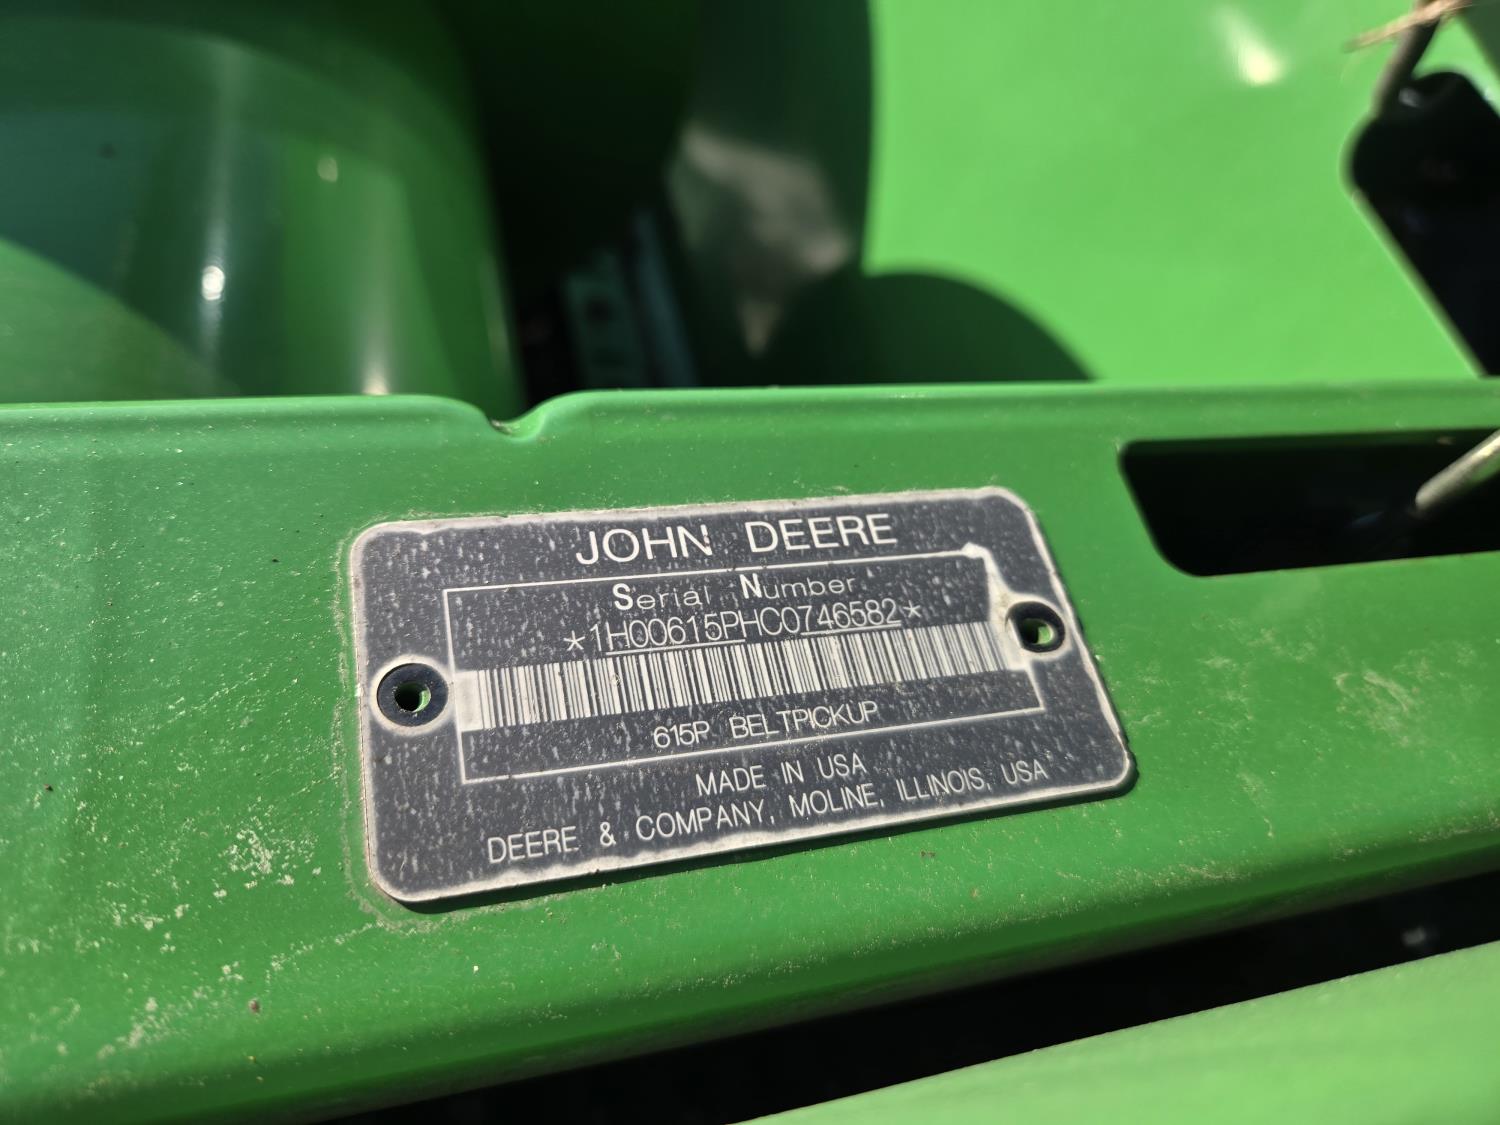 JOHN DEERE
Serial Number
*1H00615PHC0746582*
615P BELTPICKUP
MADE IN USA
DEERE & COMPANY, MOLINE, ILLINOIS, USA